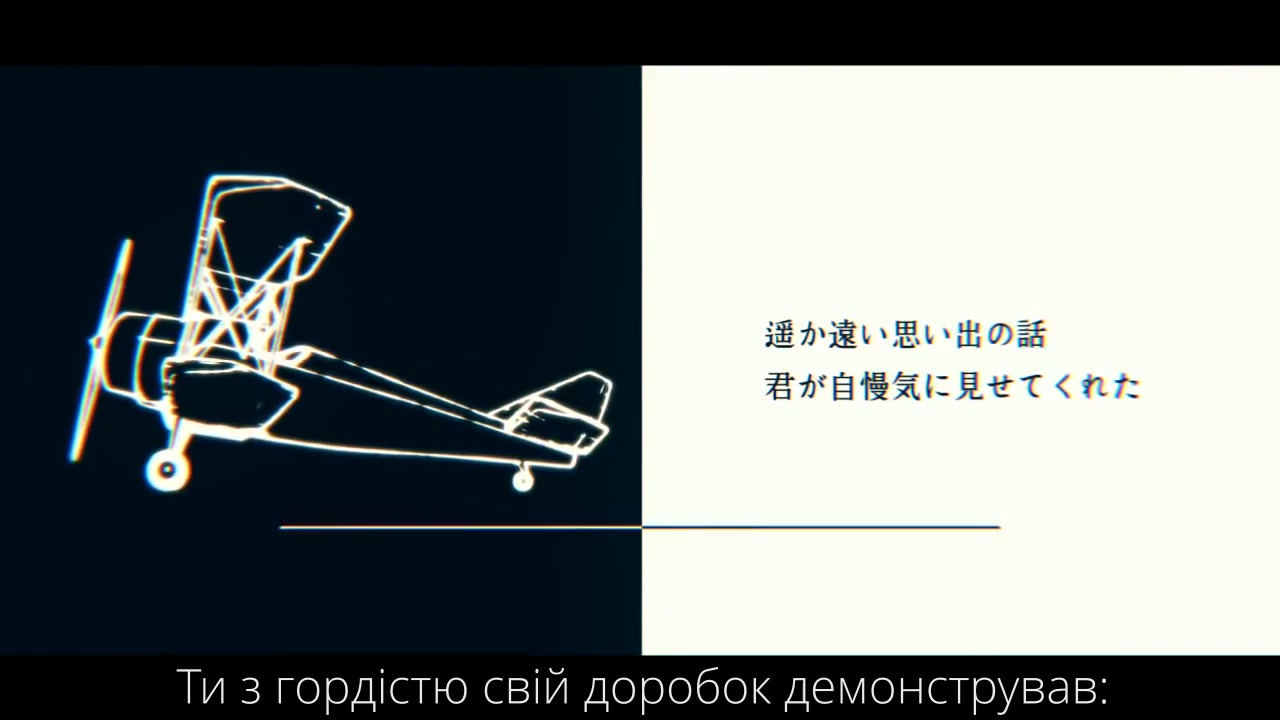 遥か遠い思い出の話
君が自慢気に見せてくれた
Ти з гордістю свій доробок демонстрував: